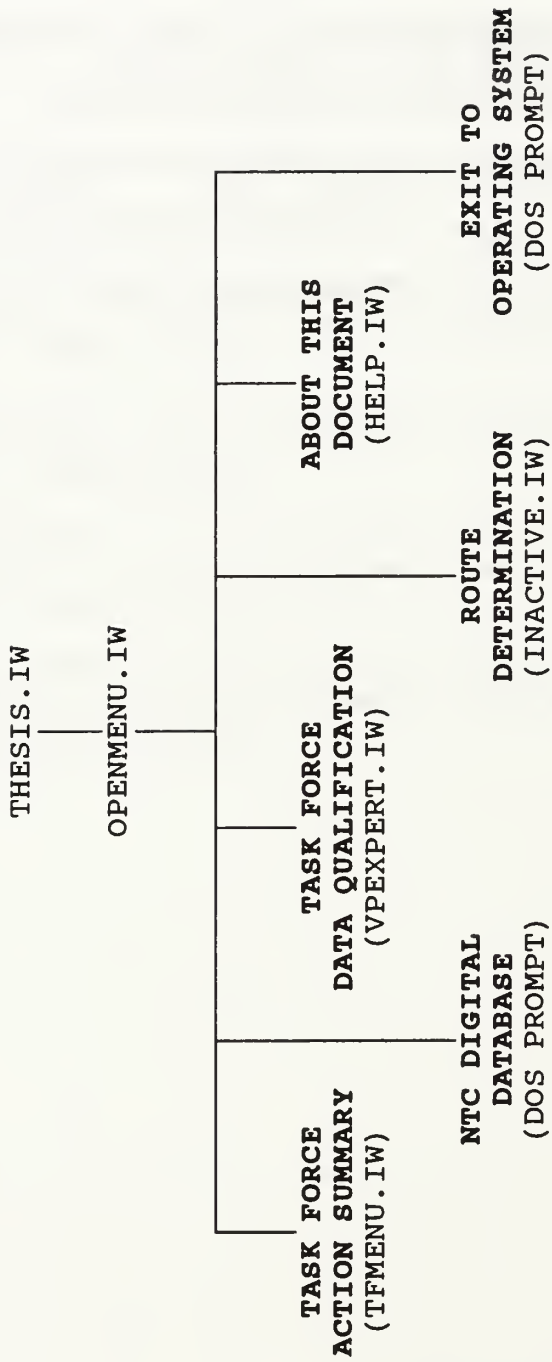 THESIS.IW
OPENMENU.IW
TASK FORCE
ACTION SUMMARY
(TFMENU.IW)
NTC DIGITAL
DATABASE
(DOS PROMPT)
TASK FORCE
DATA QUALIFICATION
(VPEXPERT.IW)
ROUTE
DETERMINATION
(INACTIVE.IW)
ABOUT THIS
DOCUMENT
(HELP.IW)
EXIT TO
OPERATING SYSTEM
(DOS PROMPT)